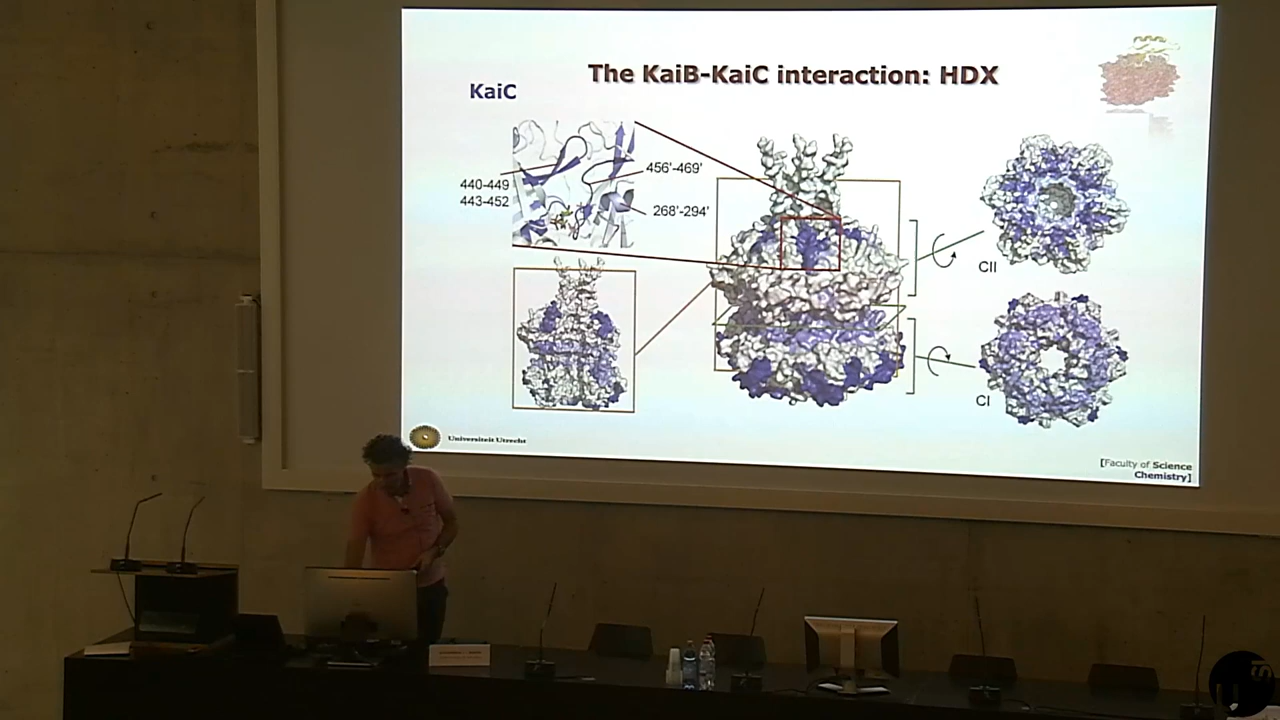 The KaiB-KaiC interaction: HDX
KaiC
440-449
443-452
456'-469'
268'-294'
CII
CI
Universiteit Utrecht
[Faculty of Science
Chemistry]